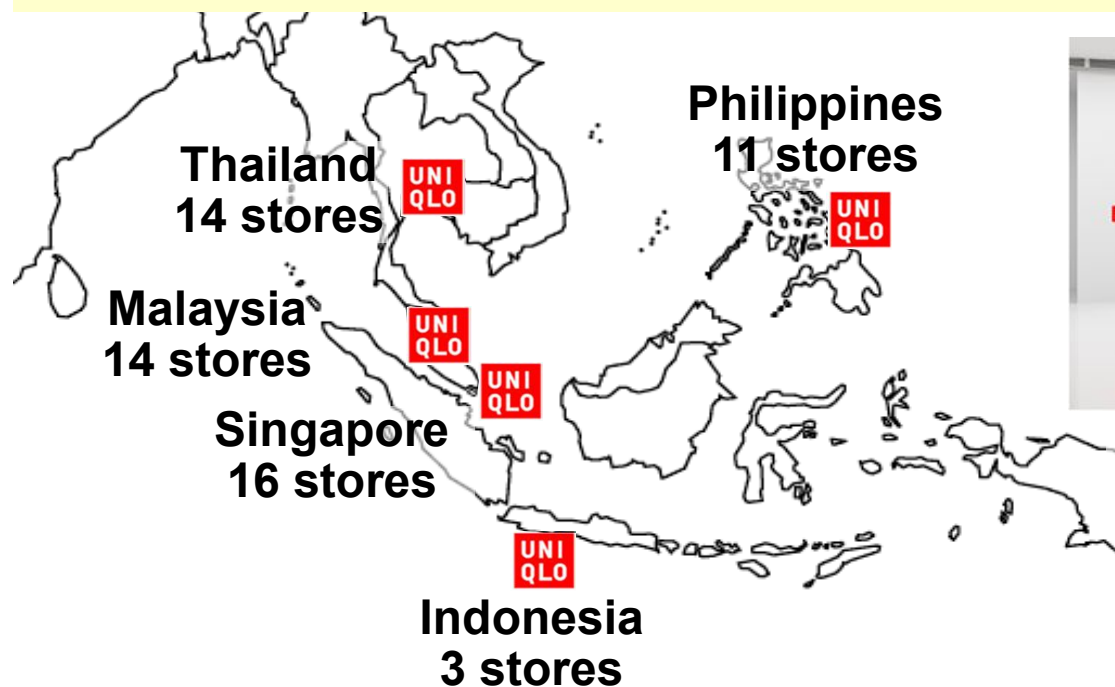 Philippines
11 stores
Thailand
14 stores
UNI
QLO
UNI
QLO
Malaysia
14 stores
UNI
QLO
UNI
QLO
Singapore
16 stores
UNI
QLO
Indonesia
3 stores